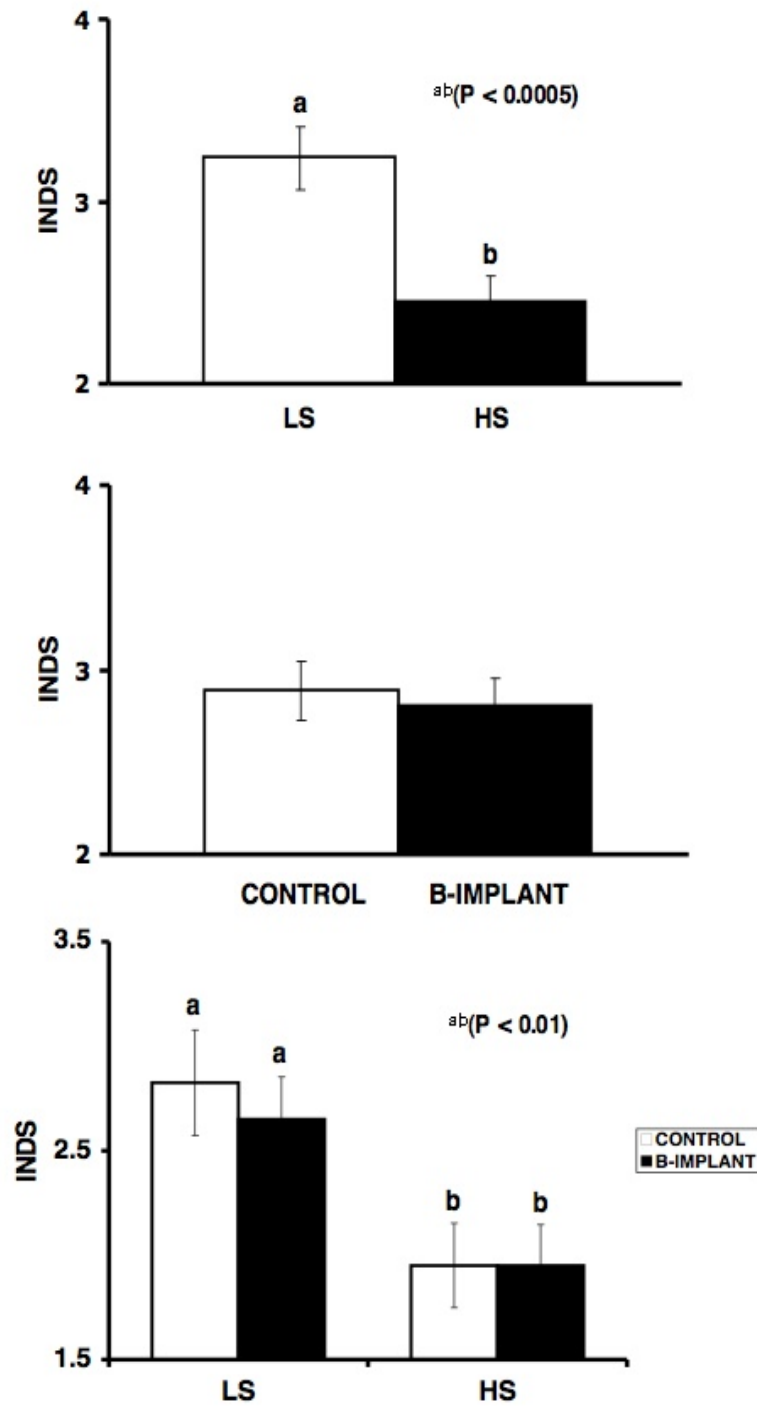 4
a
ab(P < 0.0005)
3
INDS
b
2
LS HS
4
3
INDS
2
CONTROL B-IMPLANT
3.5
a
ab(P < 0.01)
a
INDS
2.5
CONTROL
B-IMPLANT
b b
1.5
LS HS